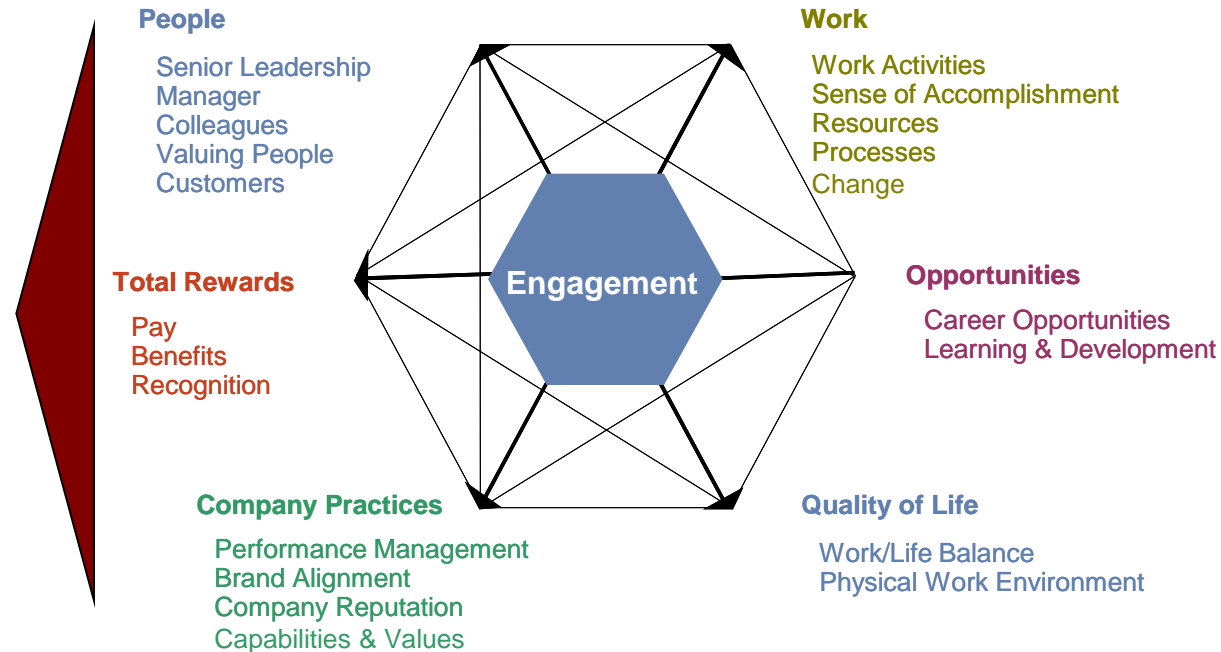 People
Senior Leadership
Manager
Colleagues
Valuing People
Customers
Work
Work Activities
Sense of Accomplishment
Resources
Processes
Change
Total Rewards
Pay
Benefits
Recognition
Engagement
Opportunities
Career Opportunities
Learning & Development
Company Practices
Performance Management
Brand Alignment
Company Reputation
Capabilities & Values
Quality of Life
Work/Life Balance
Physical Work Environment